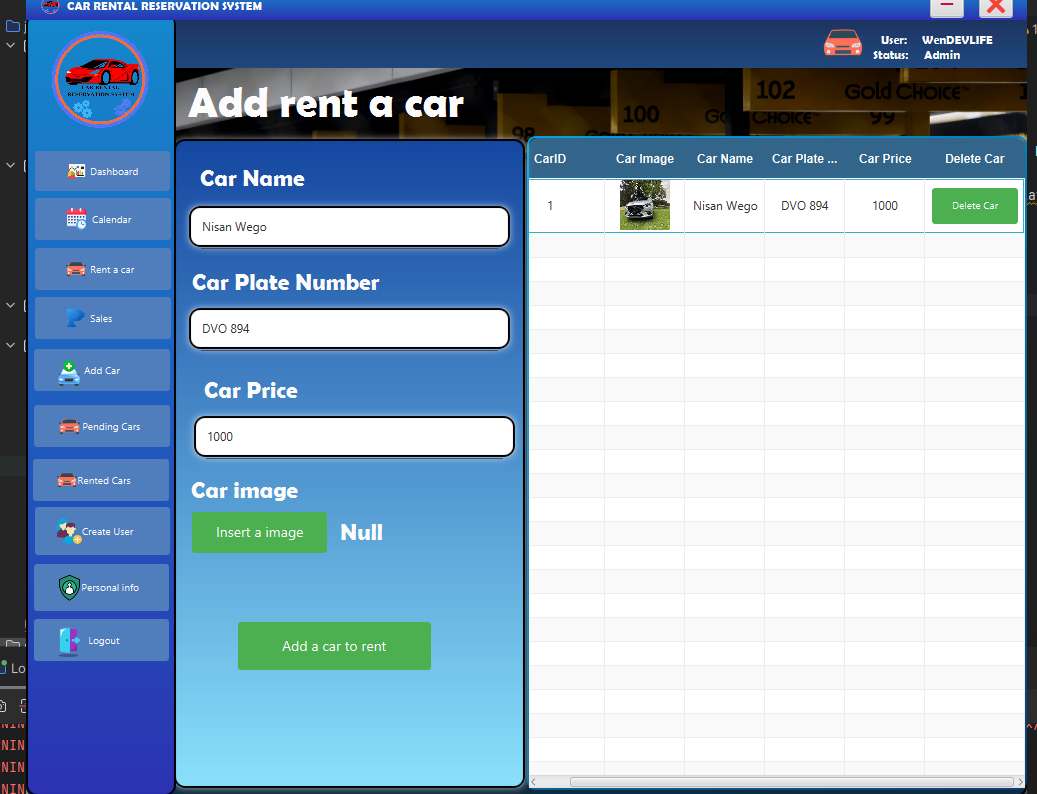 CAR RENTAL RESERVATION SYSTEM
User: WenDEVLIFE
Status: Admin
CAR RENTAL
RESERVATION SYSTEM
Add rent a car
102 Gold Choice™
100
98
CHOICE™ 99
Dashboard
Calendar
Rent a car
Sales
Add Car
Pending Cars
Rented Cars
Create User
Personal info
Logout
Car Name
Nisan Wego
Car Plate Number
DVO 894
Car Price
1000
Car image
Insert a image Null
Add a car to rent
CarID Car Image Car Name Car Plate ... Car Price Delete Car
1 Nisan Wego DVO 894 1000 Delete Car
Lo
NIN
NIN
NIN
NIN